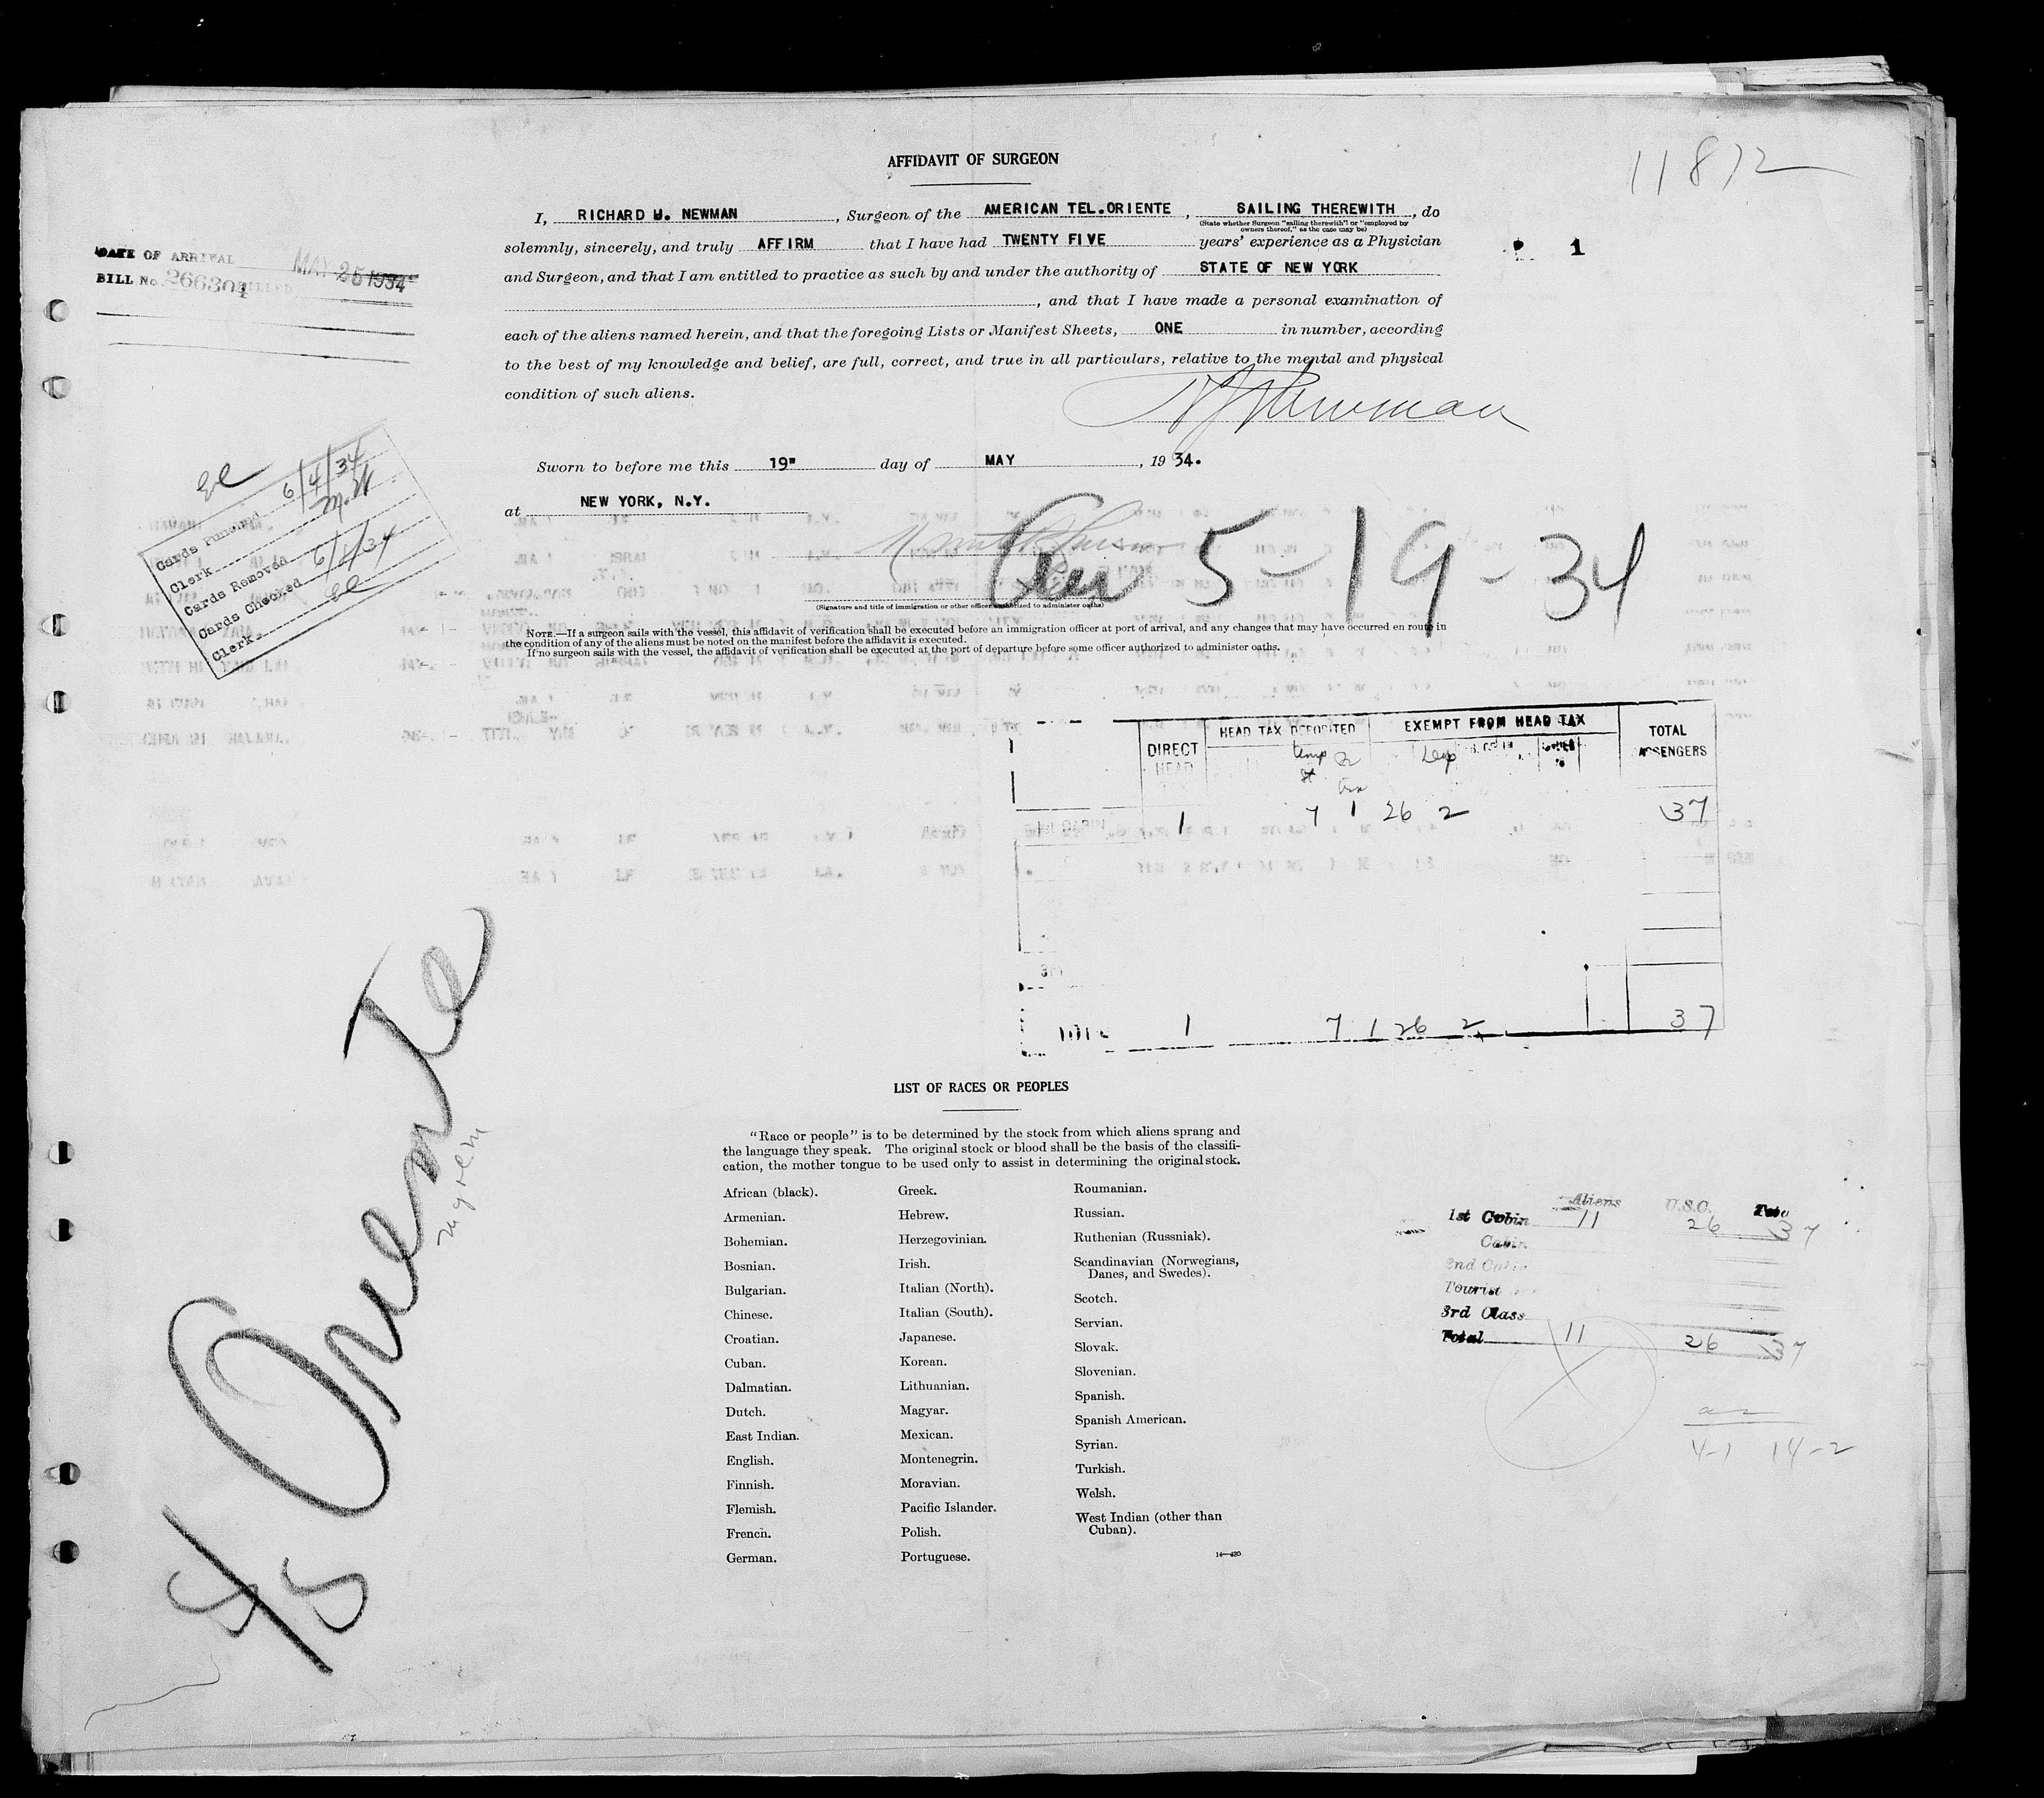 AFFIDAVIT OF SURGEON
11872
I, RICHARD W. NEWMAN, Surgeon of the AMERICAN TEL.ORIENTE, SAILING THEREWITH, do
(State whether Surgeon "sailing therewith" or "employed by
owners thereof," as the case may be)
solemnly, sincerely, and truly AFFIRM that I have had TWENTY FIVE years' experience as a Physician
and Surgeon, and that I am entitled to practice as such by and under the authority of STATE OF NEW YORK
, and that I have made a personal examination of
each of the aliens named herein, and that the foregoing Lists or Manifest Sheets, ONE in number, according
to the best of my knowledge and belief, are full, correct, and true in all particulars, relative to the mental and physical
condition of such aliens.
P 1
DATE OF ARRIVAL MAY 25 1934
BILL No. 266304
Newman
Sworn to before me this 19" day of MAY, 1934.
at NEW YORK, N.Y.
5-19-34
(Signature and title of immigration or other officer authorized to administer oaths)
Cards Punched 6/4/34
Clerk M.W
Cards Removed
Cards Checked 6/1/34
Clerk
NOTE.—If a surgeon sails with the vessel, this affidavit of verification shall be executed before an immigration officer at port of arrival, and any changes that may have occurred en route in
the condition of any of the aliens must be noted on the manifest before the affidavit is executed.
If no surgeon sails with the vessel, the affidavit of verification shall be executed at the port of departure before some officer authorized to administer oaths.
DIRECT HEAD TAX DEPOSITED EXEMPT FROM HEAD TAX TOTAL PASSENGERS
1 7 1 26 2 37
1 7 1 26 2 37
S/S Oriente
LIST OF RACES OR PEOPLES
"Race or people" is to be determined by the stock from which aliens sprang and
the language they speak. The original stock or blood shall be the basis of the classifi-
cation, the mother tongue to be used only to assist in determining the original stock.
African (black).
Armenian.
Bohemian.
Bosnian.
Bulgarian.
Chinese.
Croatian.
Cuban.
Dalmatian.
Dutch.
East Indian.
English.
Finnish.
Flemish.
French.
German.
Greek.
Hebrew.
Herzegovinian.
Irish.
Italian (North).
Italian (South).
Japanese.
Korean.
Lithuanian.
Magyar.
Mexican.
Montenegrin.
Moravian.
Pacific Islander.
Polish.
Portuguese.
Roumanian.
Russian.
Ruthenian (Russniak).
Scandinavian (Norwegians,
Danes, and Swedes).
Scotch.
Servian.
Slovak.
Slovenian.
Spanish.
Spanish American.
Syrian.
Turkish.
Welsh.
West Indian (other than
Cuban).
14—430
Aliens U.S.C.
1st Cabin 11 26 37
Cabin
2nd Cabin
Tourist
3rd Class
Total 11 26 37
4-1 14-2